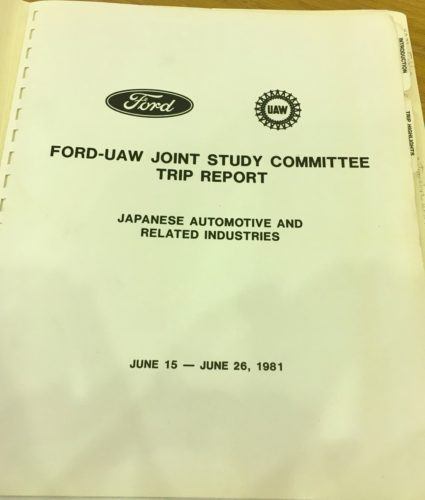 Ford
UAW
FORD-UAW JOINT STUDY COMMITTEE
TRIP REPORT
JAPANESE AUTOMOTIVE AND
RELATED INDUSTRIES
JUNE 15 — JUNE 26, 1981
INTRODUCTION
TRIP HIGHLIGHTS